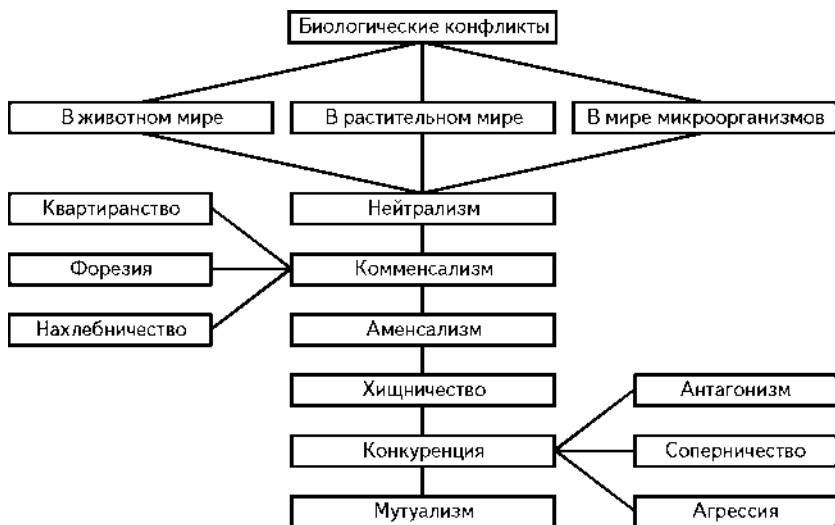 Биологические конфликты
В животном мире
В растительном мире
В мире микроорганизмов
Квартиранство
Нейтрализм
Форезия
Комменсализм
Нахлебничество
Аменсализм
Хищничество
Антагонизм
Конкуренция
Соперничество
Мутуализм
Агрессия